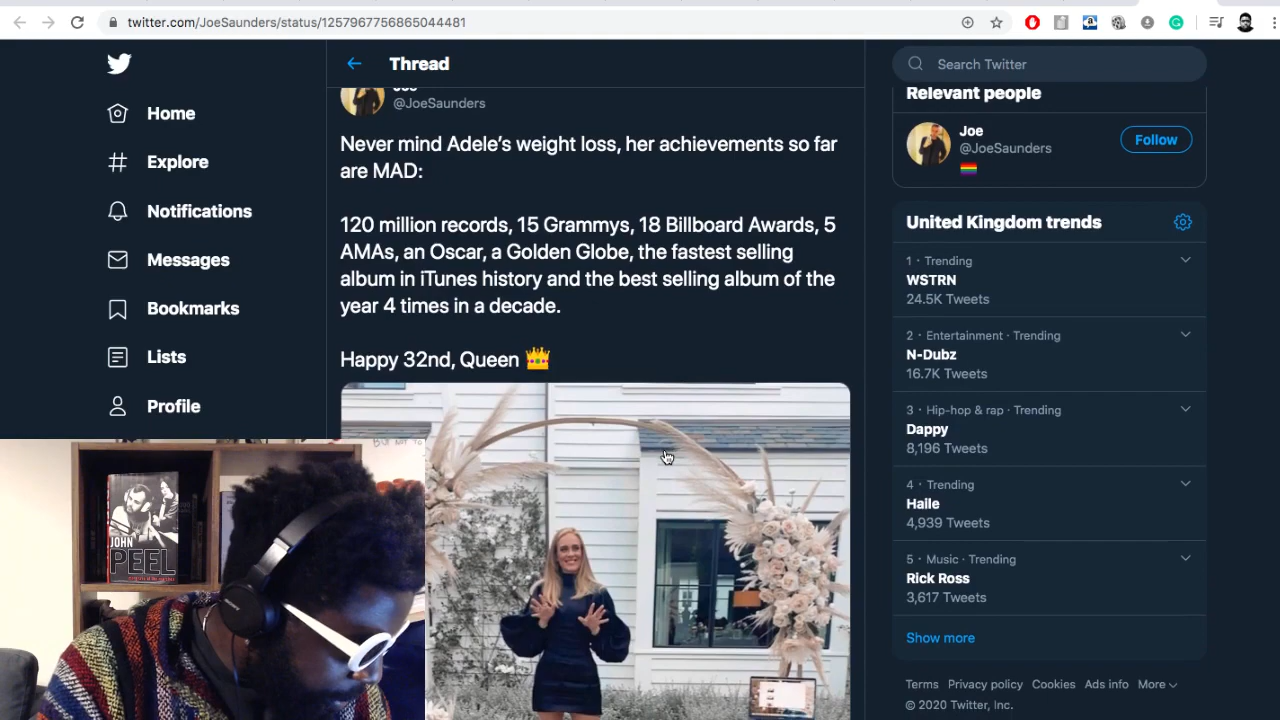 twitter.com/JoeSaunders/status/1257967756865044481
Thread
Search Twitter
Home
Explore
Notifications
Messages
Bookmarks
Lists
Profile
@JoeSaunders
Never mind Adele's weight loss, her achievements so far
are MAD:
120 million records, 15 Grammys, 18 Billboard Awards, 5
AMAs, an Oscar, a Golden Globe, the fastest selling
album in iTunes history and the best selling album of the
year 4 times in a decade.
Happy 32nd, Queen 👑
Relevant people
Joe
@JoeSaunders
Follow
United Kingdom trends
1 · Trending
WSTRN
24.5K Tweets
2 · Entertainment · Trending
N-Dubz
16.7K Tweets
3 · Hip-hop & rap · Trending
Dappy
8,196 Tweets
4 · Trending
Haile
4,939 Tweets
5 · Music · Trending
Rick Ross
3,617 Tweets
Show more
Terms Privacy policy Cookies Ads info More
© 2020 Twitter, Inc.
JOHN
PEEL